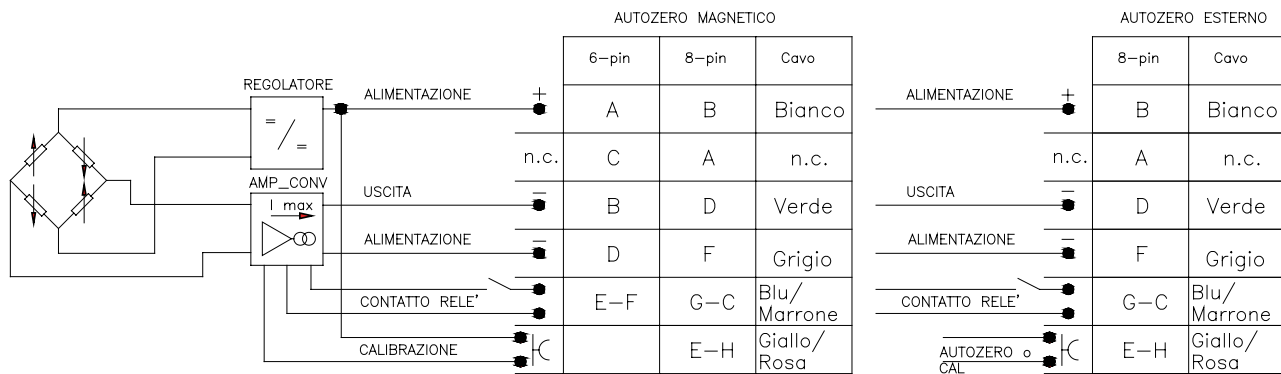 AUTOZERO MAGNETICO
AUTOZERO ESTERNO
6-pin 8-pin Cavo
8-pin Cavo
REGOLATORE
= / =
ALIMENTAZIONE + A B Bianco
ALIMENTAZIONE + B Bianco
n.c. C A n.c.
n.c. A n.c.
AMP_CONV
I max
USCITA - B D Verde
USCITA - D Verde
ALIMENTAZIONE - D F Grigio
ALIMENTAZIONE - F Grigio
CONTATTO RELE' E-F G-C Blu/
Marrone
CONTATTO RELE' G-C Blu/
Marrone
CALIBRAZIONE E-H Giallo/
Rosa
AUTOZERO o
CAL
E-H Giallo/
Rosa